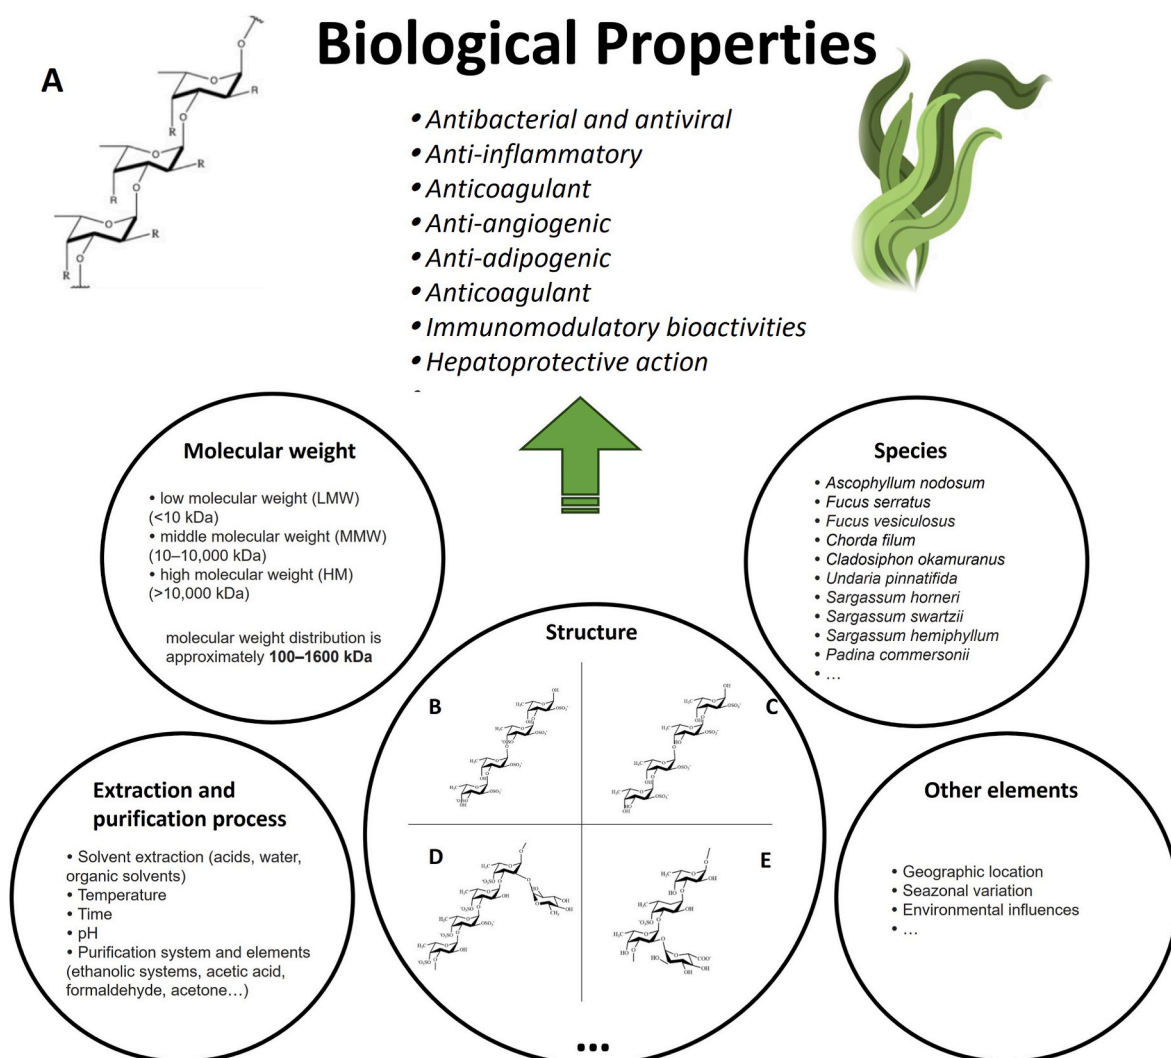 Biological Properties
A
• Antibacterial and antiviral
• Anti-inflammatory
• Anticoagulant
• Anti-angiogenic
• Anti-adipogenic
• Anticoagulant
• Immunomodulatory bioactivities
• Hepatoprotective action
•
O
O
R
R
O
O
R
R
O
O
R
R
O
Molecular weight
• low molecular weight (LMW)
(<10 kDa)
• middle molecular weight (MMW)
(10–10,000 kDa)
• high molecular weight (HM)
(>10,000 kDa)
molecular weight distribution is
approximately 100–1600 kDa
Species
• Ascophyllum nodosum
• Fucus serratus
• Fucus vesiculosus
• Chorda filum
• Cladosiphon okamuranus
• Undaria pinnatifida
• Sargassum horneri
• Sargassum swartzii
• Sargassum hemiphyllum
• Padina commersonii
• ...
Structure
B
C
D
E
...
Extraction and
purification process
• Solvent extraction (acids, water,
organic solvents)
• Temperature
• Time
• pH
• Purification system and elements
(ethanolic systems, acetic acid,
formaldehyde, acetone...)
Other elements
• Geographic location
• Seazonal variation
• Environmental influences
• ...